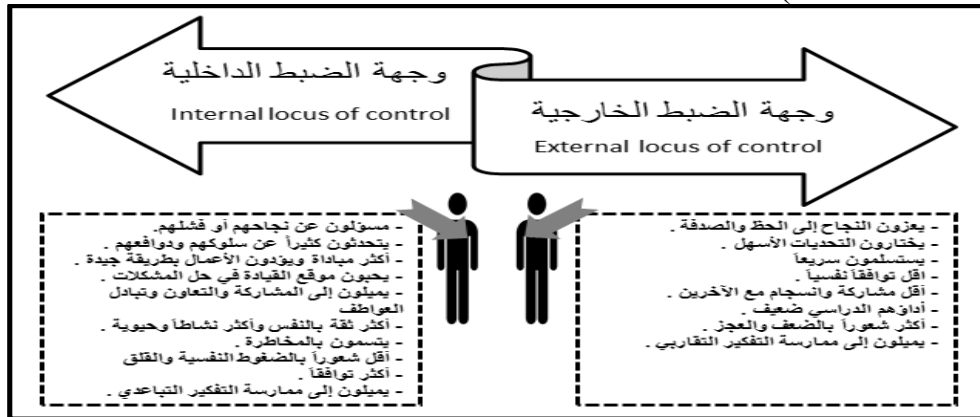 )
وجهة الضبط الداخلية
Internal locus of control
وجهة الضبط الخارجية
External locus of control
- يعزون النجاح إلى الحظ والصدفة .
- يختارون التحديات الأسهل .
- يستسلمون سريعاً
- اقل توافقاً نفسياً .
- أقل مشاركة وانسجام مع الآخرين .
- أداؤهم الدراسي ضعيف .
- أكثر شعوراً بالضعف والعجز .
- يميلون إلى ممارسة التفكير التقاربي .
- مسؤلون عن نجاحهم أو فشلهم.
- يتحدثون كثيراً عن سلوكهم ودوافعهم .
- أكثر مباداة ويؤدون الأعمال بطريقة جيدة .
- يحبون موقع القيادة في حل المشكلات .
- يميلون إلى المشاركة والتعاون وتبادل
العواطف
- أكثر ثقة بالنفس وأكثر نشاطاً وحيوية .
- يتسمون بالمخاطرة .
- أقل شعوراً بالضغوط النفسية والقلق
- أكثر توافقاً .
- يميلون إلى ممارسة التفكير التباعدي .